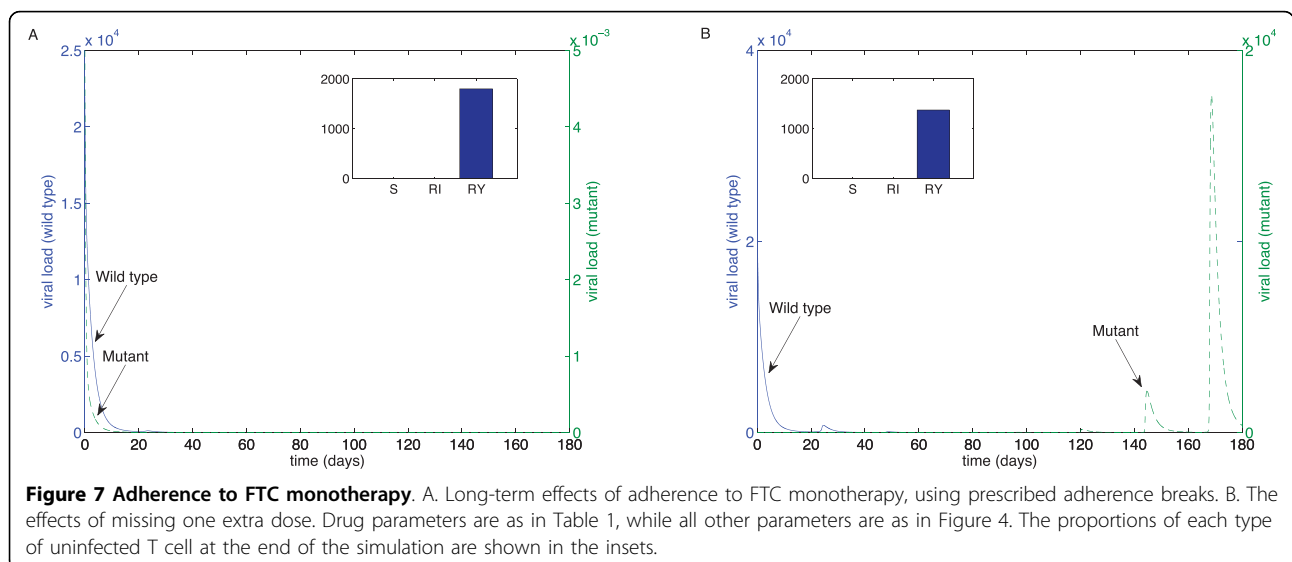 A
x 10⁴
x 10⁻³
2.5
2
1.5
1
0.5
0
5
4
3
2
1
0
viral load (wild type)
viral load (mutant)
2000
1000
0
S RI RY
Wild type
Mutant
0 20 40 60 80 100 120 140 160 180
time (days)
B
x 10⁴
x 10⁴
4
2
0
2
1
0
viral load (wild type)
viral load (mutant)
2000
1000
0
S RI RY
Wild type
Mutant
0 20 40 60 80 100 120 140 160 180
time (days)
Figure 7 Adherence to FTC monotherapy. A. Long-term effects of adherence to FTC monotherapy, using prescribed adherence breaks. B. The
effects of missing one extra dose. Drug parameters are as in Table 1, while all other parameters are as in Figure 4. The proportions of each type
of uninfected T cell at the end of the simulation are shown in the insets.